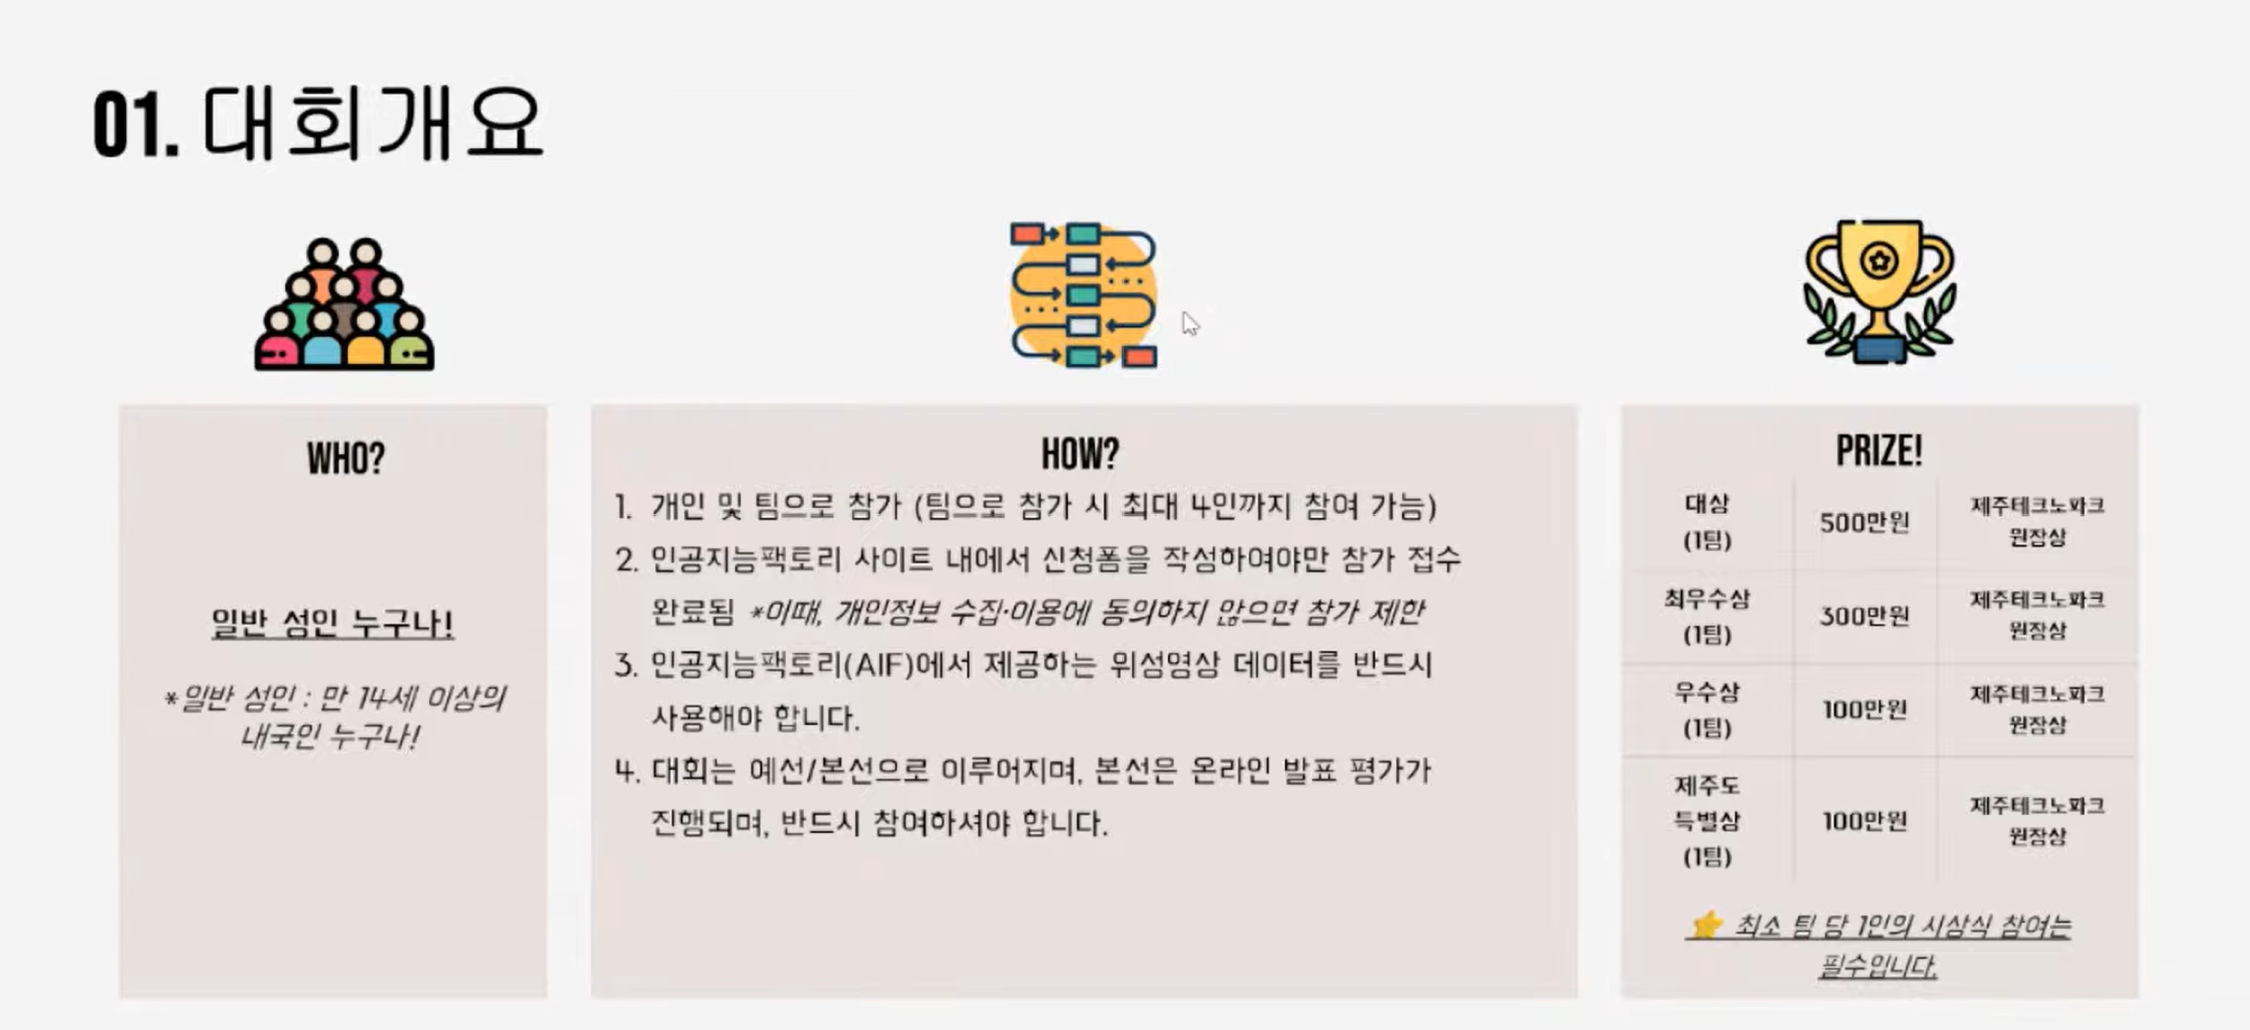 01. 대회개요
WHO?
일반 성인 누구나!
*일반 성인 : 만 14세 이상의
내국인 누구나!
HOW?
1. 개인 및 팀으로 참가 (팀으로 참가 시 최대 4인까지 참여 가능)
2. 인공지능팩토리 사이트 내에서 신청폼을 작성하여야만 참가 접수
완료됨 *이때, 개인정보 수집·이용에 동의하지 않으면 참가 제한
3. 인공지능팩토리(AIF)에서 제공하는 위성영상 데이터를 반드시
사용해야 합니다.
4. 대회는 예선/본선으로 이루어지며, 본선은 온라인 발표 평가가
진행되며, 반드시 참여하셔야 합니다.
PRIZE!
대상
(1팀)
500만원
제주테크노파크
원장상
최우수상
(1팀)
300만원
제주테크노파크
원장상
우수상
(1팀)
100만원
제주테크노파크
원장상
제주도
특별상
(1팀)
100만원
제주테크노파크
원장상
최소 팀 당 1인의 시상식 참여는
필수입니다.